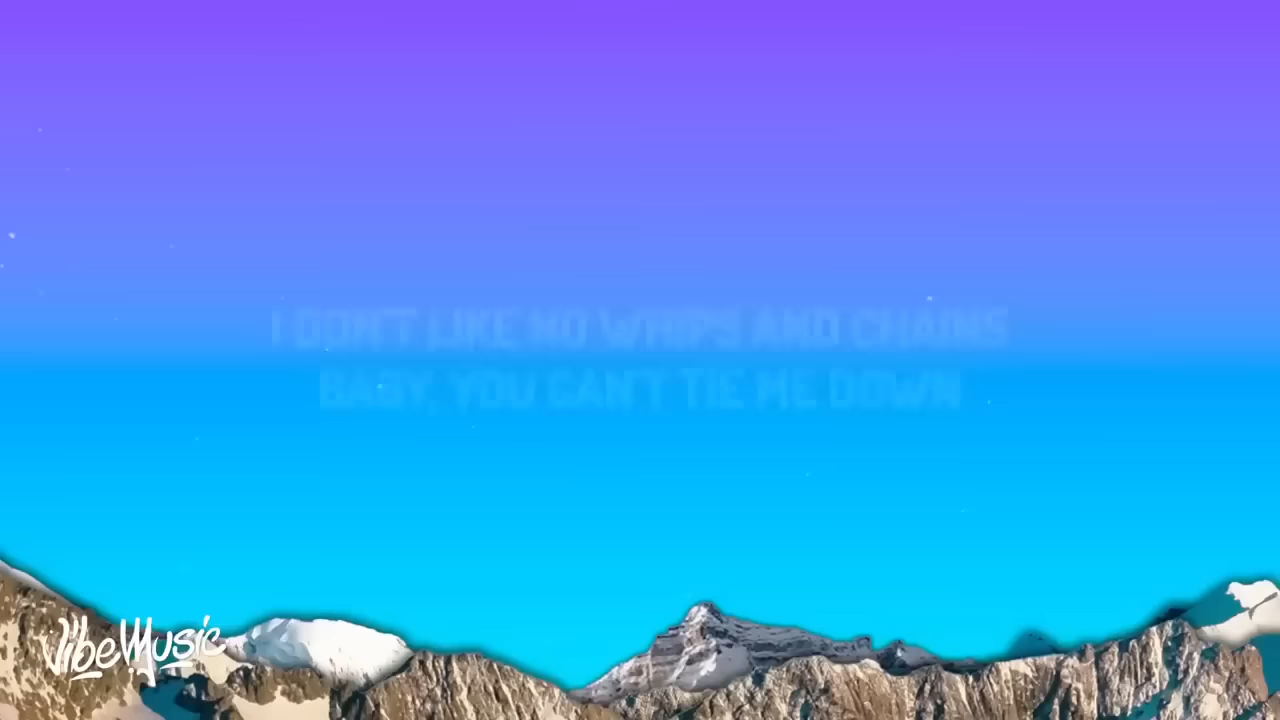 I DON'T LIKE NO WHIPS AND CHAINS
BABY, YOU CAN'T TIE ME DOWN
VibeMusic